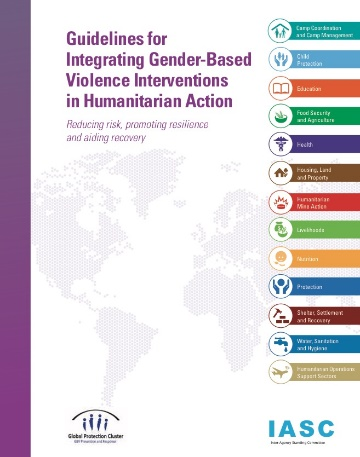 Guidelines for
Integrating Gender-Based
Violence Interventions
in Humanitarian Action
Reducing risk, promoting resilience
and aiding recovery
Camp Coordination
and Camp Management
Child
Protection
Education
Food Security
and Agriculture
Health
Housing, Land
and Property
Humanitarian
Mine Action
Livelihoods
Nutrition
Protection
Shelter, Settlement
and Recovery
Water, Sanitation
and Hygiene
Humanitarian Operations
Support Sectors
Global Protection Cluster
GBV Prevention and Response
IASC
Inter-Agency Standing Committee